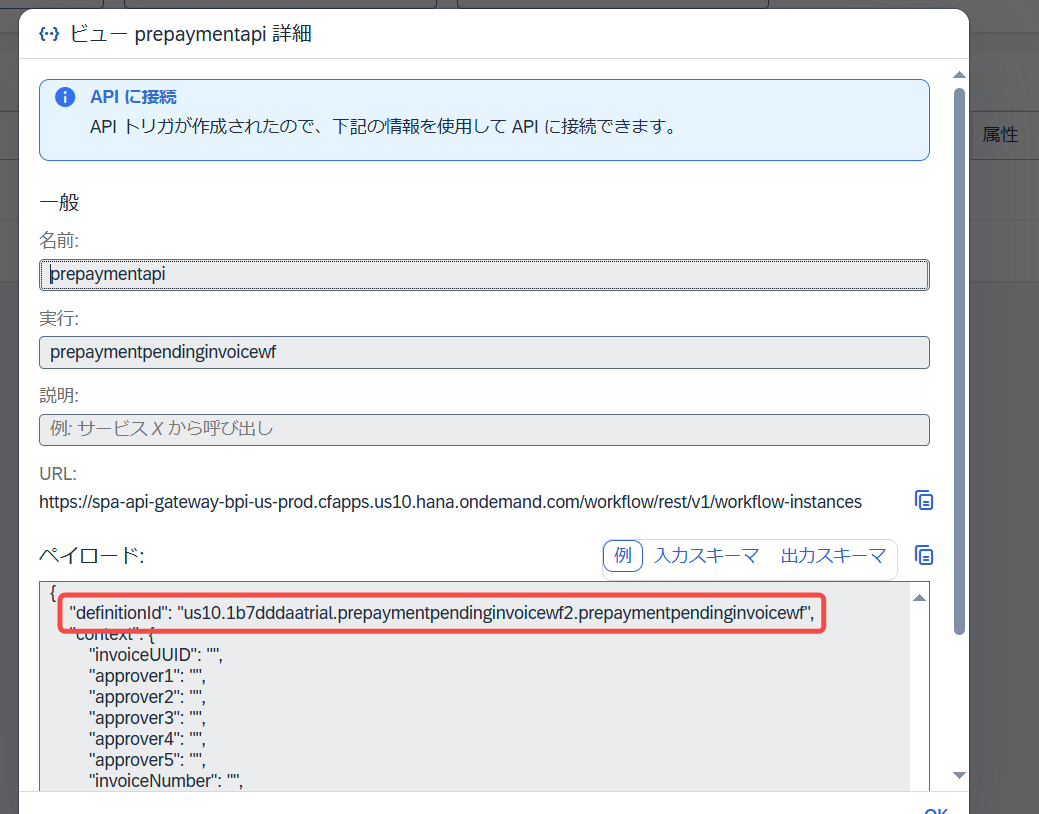 ビュー prepaymentapi 詳細
API に接続
API トリガが作成されたので、下記の情報を使用して API に接続できます。
属性
一般
名前:
prepaymentapi
実行:
prepaymentpendinginvoicewf
説明:
例: サービス X から呼び出し
URL:
https://spa-api-gateway-bpi-us-prod.cfapps.us10.hana.ondemand.com/workflow/rest/v1/workflow-instances
ペイロード:
例 入力スキーマ 出力スキーマ
{
"definitionId": "us10.1b7dddaatrial.prepaymentpendinginvoicewf2.prepaymentpendinginvoicewf",
"context": {
"invoiceUUID": "",
"approver1": "",
"approver2": "",
"approver3": "",
"approver4": "",
"approver5": "",
"invoiceNumber": "",
OK